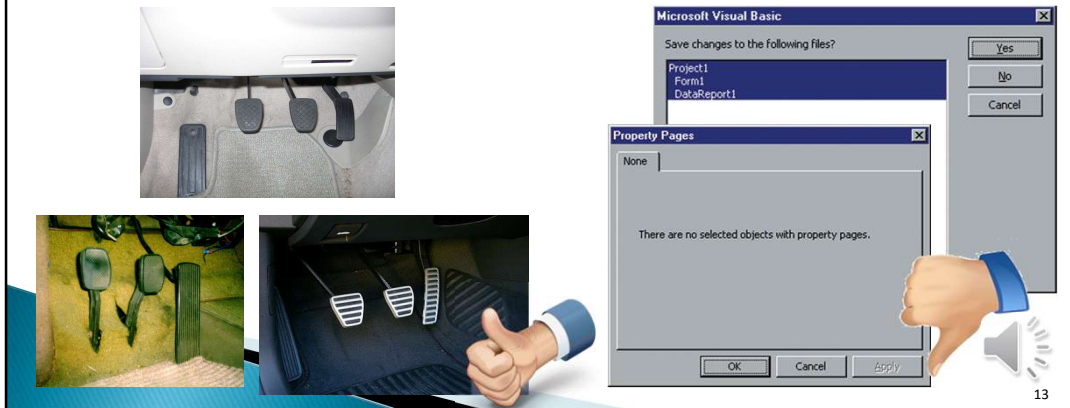 Microsoft Visual Basic
Save changes to the following files?
Project1
Form1
DataReport1
Yes
No
Cancel
Property Pages
None
There are no selected objects with property pages.
OK
Cancel
Apply
13